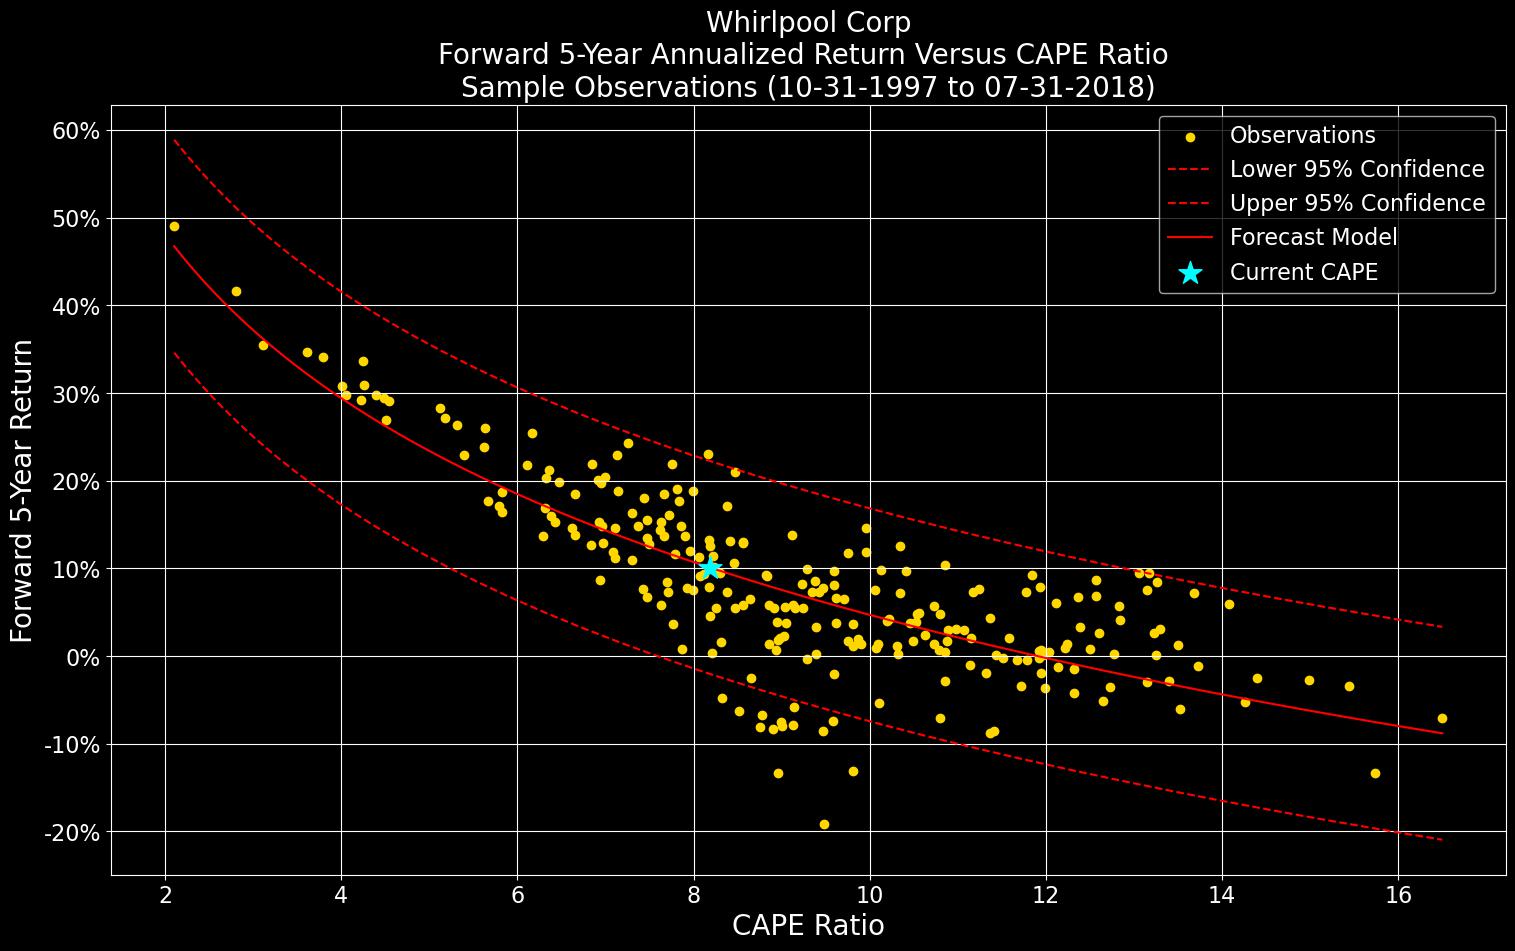 Whirlpool Corp
Forward 5-Year Annualized Return Versus CAPE Ratio
Sample Observations (10-31-1997 to 07-31-2018)
Observations
Lower 95% Confidence
Upper 95% Confidence
Forecast Model
Current CAPE
Forward 5-Year Return
60%
50%
40%
30%
20%
10%
0%
-10%
-20%
2 4 6 8 10 12 14 16
CAPE Ratio